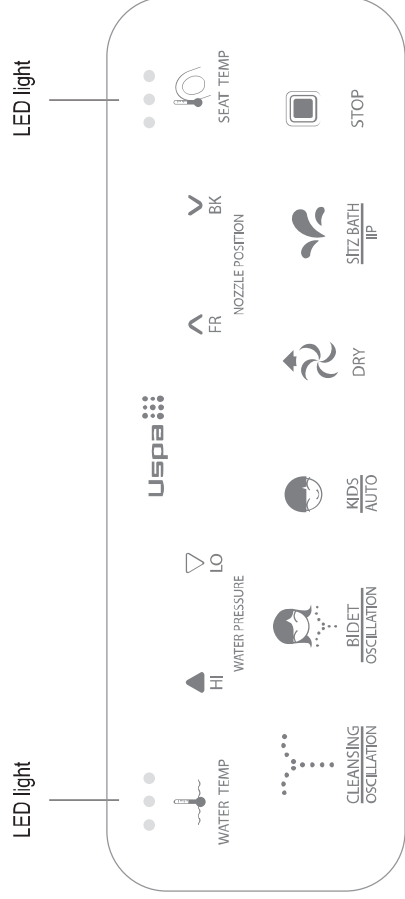 LED light
LED light
Uspa
WATER TEMP
HI
LO
WATER PRESSURE
FR
BK
NOZZLE POSITION
SEAT TEMP
CLEANSING
OSCILLATION
BIDET
OSCILLATION
KIDS
AUTO
DRY
SITZ BATH
IIP
STOP